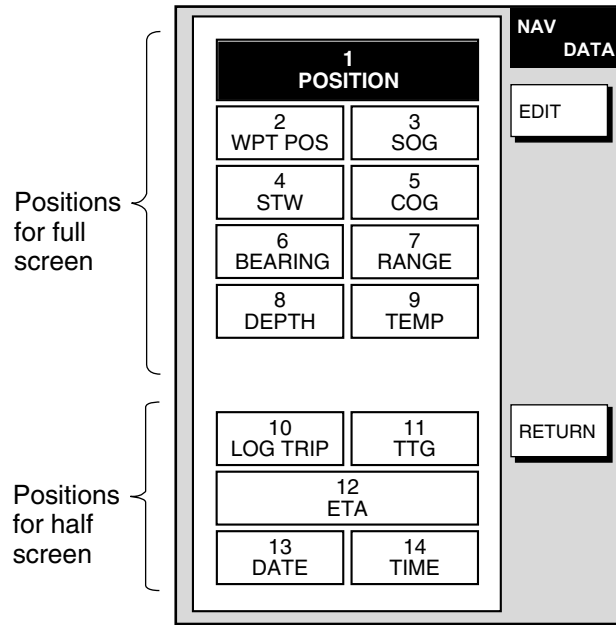 NAV
DATA
EDIT
RETURN
Positions
for full
screen
1
POSITION
2
WPT POS
3
SOG
4
STW
5
COG
6
BEARING
7
RANGE
8
DEPTH
9
TEMP
Positions
for half
screen
10
LOG TRIP
11
TTG
12
ETA
13
DATE
14
TIME